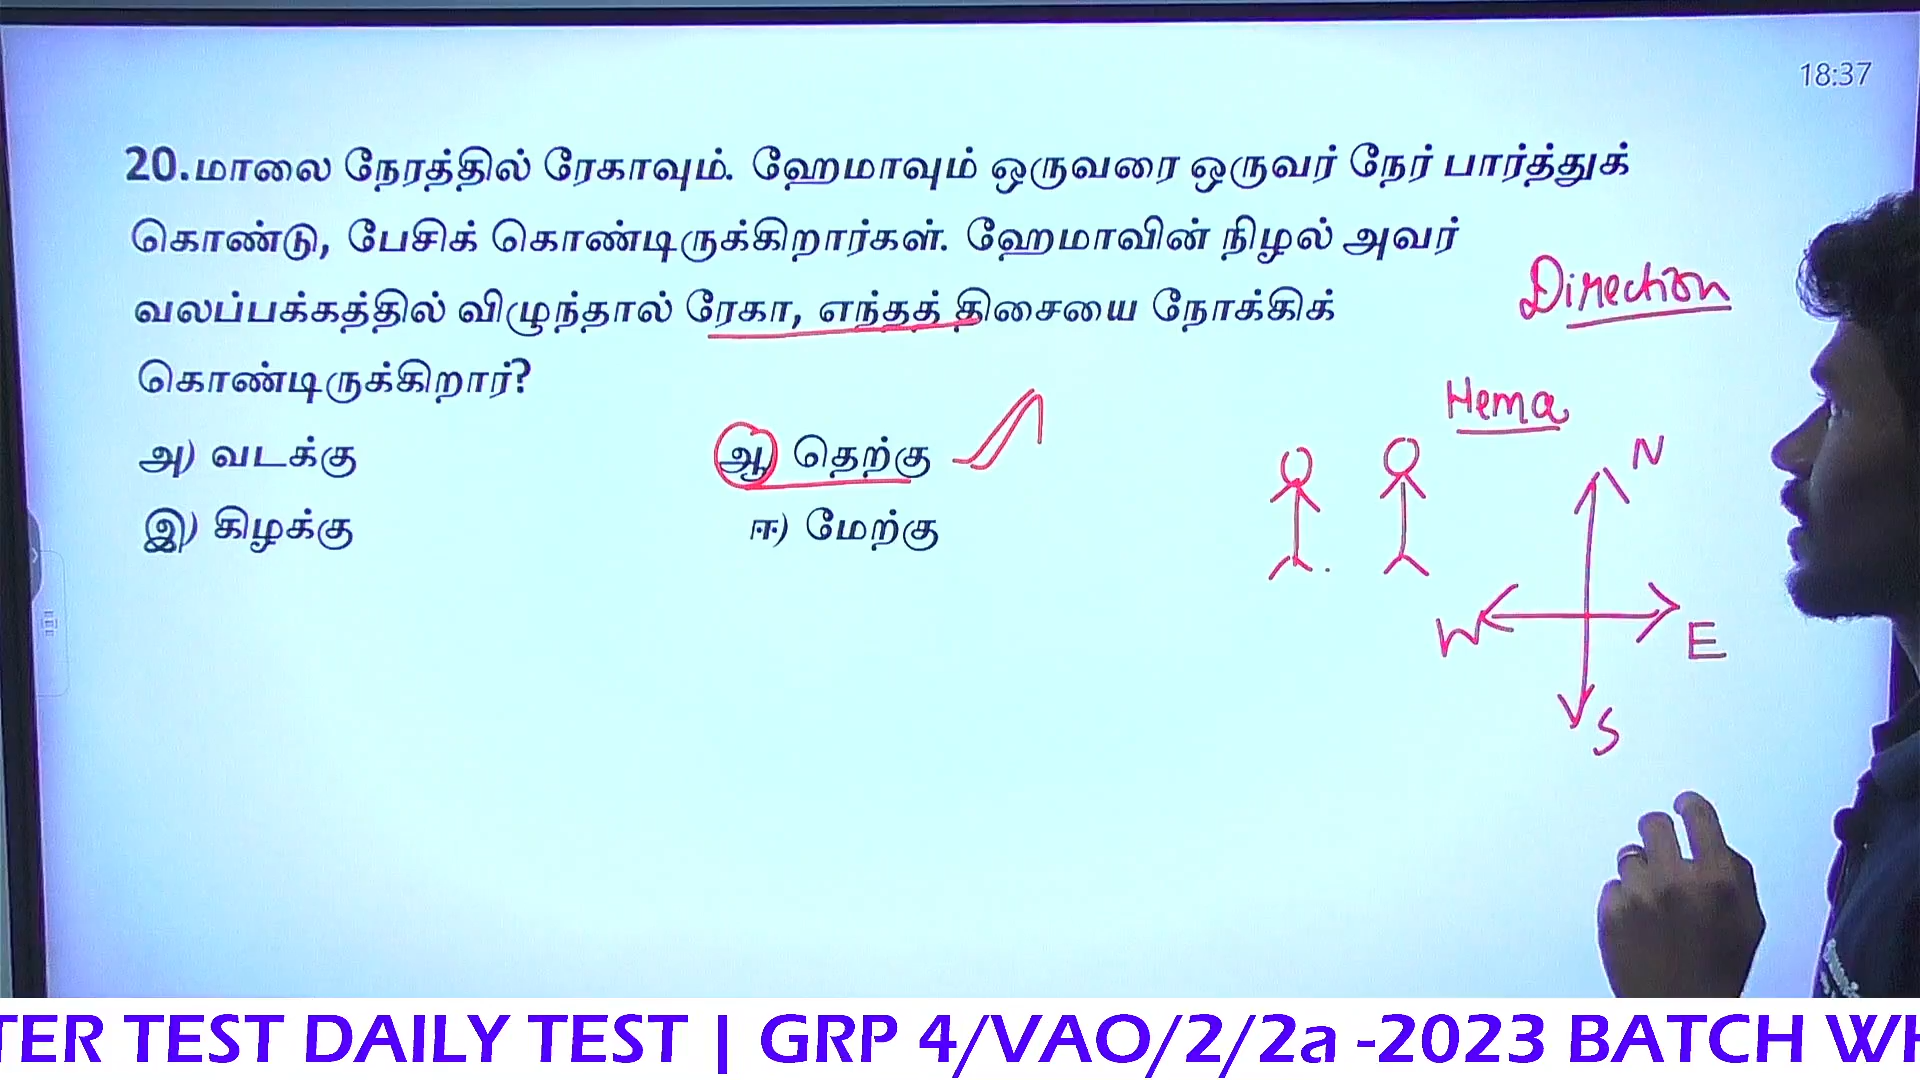 18:37
20.மாலை நேரத்தில் ரேகாவும். ஹேமாவும் ஒருவரை ஒருவர் நேர் பார்த்துக்
கொண்டு, பேசிக் கொண்டிருக்கிறார்கள். ஹேமாவின் நிழல் அவர்
வலப்பக்கத்தில் விழுந்தால் ரேகா, எந்தத் திசையை நோக்கிக்
கொண்டிருக்கிறார்?
Direction
Hema
அ) வடக்கு ஆ) தெற்கு
இ) கிழக்கு ஈ) மேற்கு
N
W E
S
TER TEST DAILY TEST | GRP 4/VAO/2/2a -2023 BATCH WH